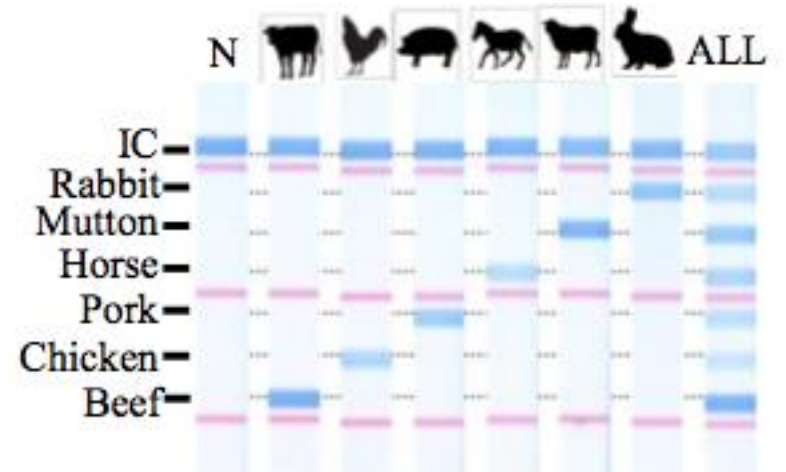 N ALL
IC
Rabbit
Mutton
Horse
Pork
Chicken
Beef